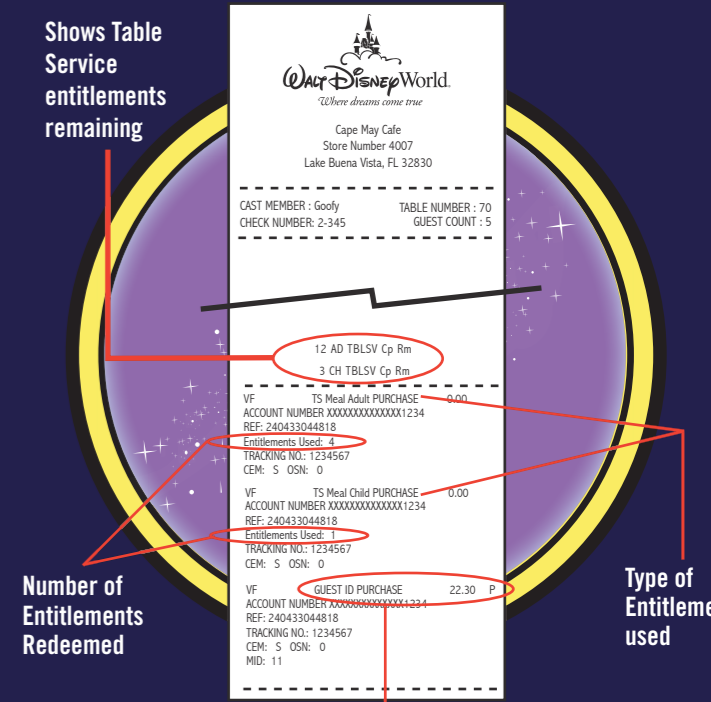 Shows Table
Service
entitlements
remaining
WALT DISNEY World.
Where dreams come true
Cape May Cafe
Store Number 4007
Lake Buena Vista, FL 32830
CAST MEMBER : Goofy TABLE NUMBER : 70
CHECK NUMBER: 2-345 GUEST COUNT : 5
12 AD TBLSV Cp Rm
3 CH TBLSV Cp Rm
VF TS Meal Adult PURCHASE 0.00
ACCOUNT NUMBER XXXXXXXXXXXXXX1234
REF: 240433044818
Entitlements Used: 4
TRACKING NO.: 1234567
CEM: S OSN: 0
VF TS Meal Child PURCHASE 0.00
ACCOUNT NUMBER XXXXXXXXXXXXXX1234
REF: 240433044818
Entitlements Used: 1
TRACKING NO.: 1234567
CEM: S OSN: 0
VF GUEST ID PURCHASE 22.30 P
ACCOUNT NUMBER XXXXXXXXXXXXXX1234
REF: 240433044818
TRACKING NO.: 1234567
CEM: S OSN: 0
MID: 11
Number of
Entitlements
Redeemed
Type of
Entitleme
used